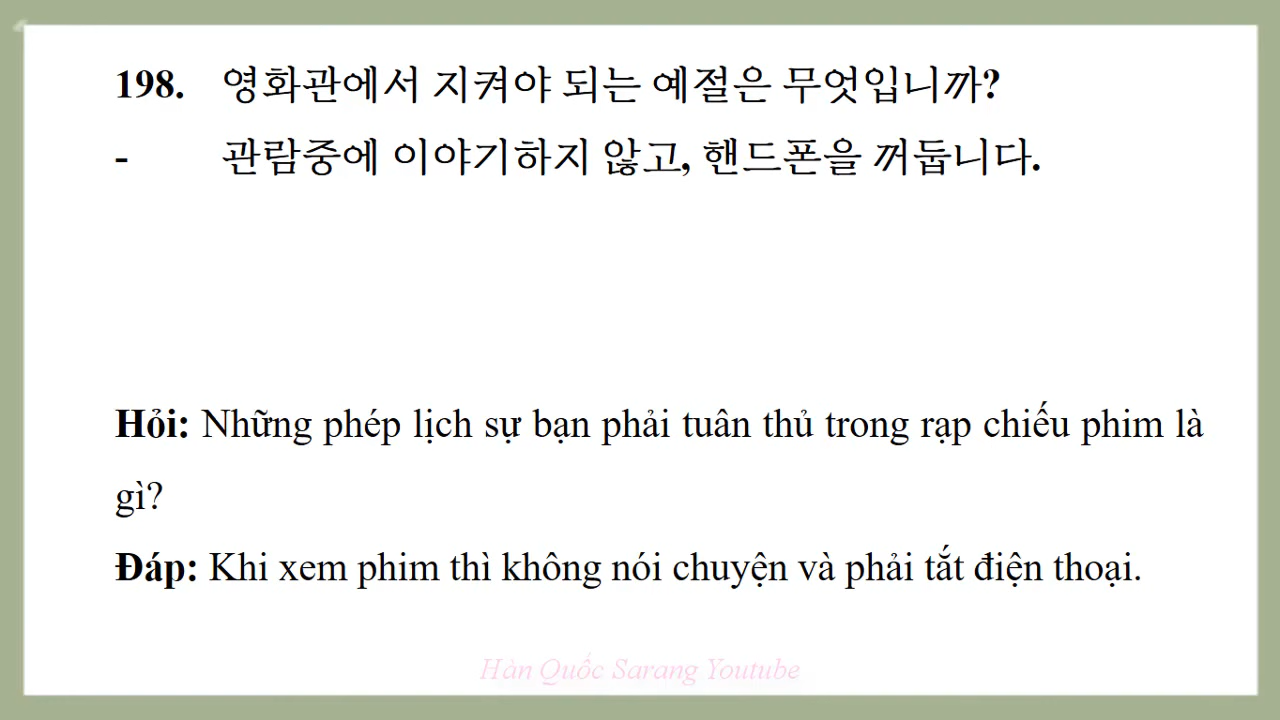 198. 영화관에서 지켜야 되는 예절은 무엇입니까?
- 관람중에 이야기하지 않고, 핸드폰을 꺼둡니다.
Hỏi: Những phép lịch sự bạn phải tuân thủ trong rạp chiếu phim là
gì?
Đáp: Khi xem phim thì không nói chuyện và phải tắt điện thoại.
Hàn Quốc Sarang Youtube